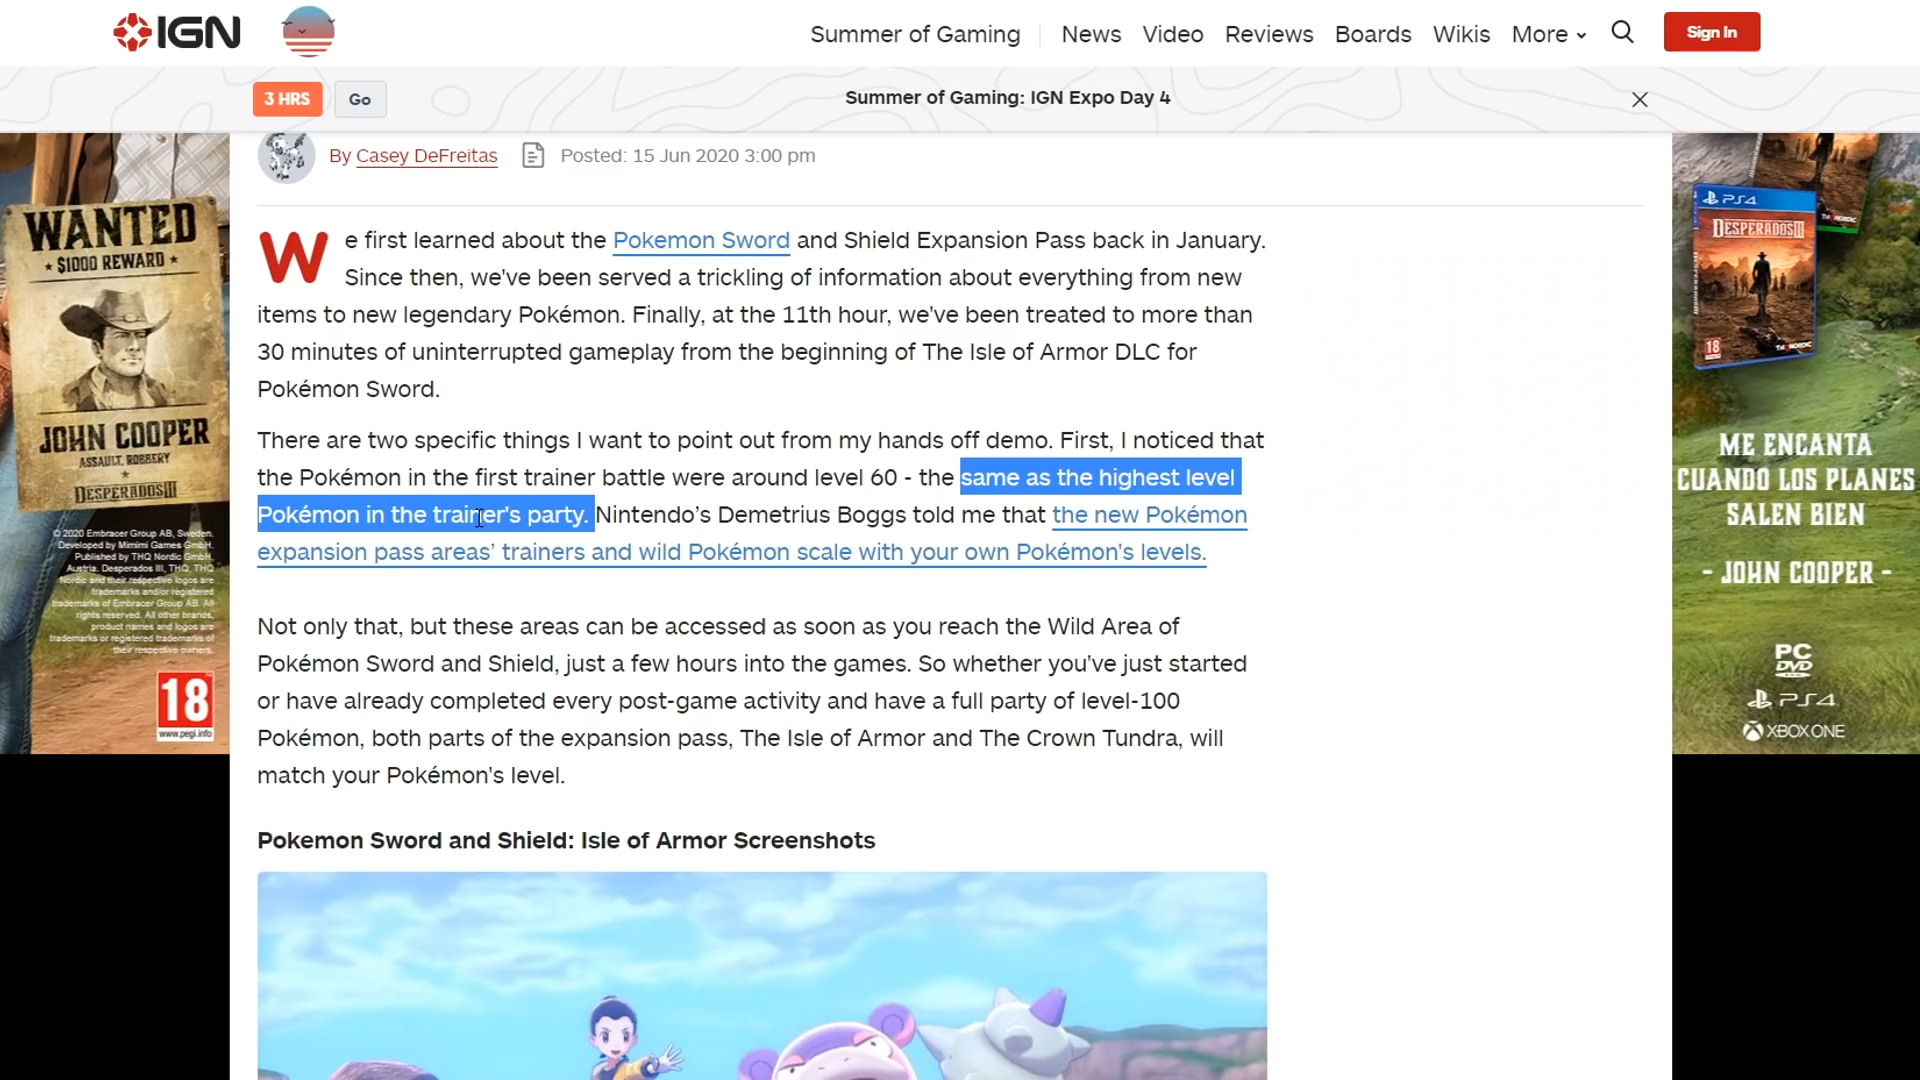 IGN
Summer of Gaming
News
Video
Reviews
Boards
Wikis
More
Sign In
3 HRS
Go
Summer of Gaming: IGN Expo Day 4
By Casey DeFreitas
Posted: 15 Jun 2020 3:00 pm
We first learned about the Pokemon Sword and Shield Expansion Pass back in January.
Since then, we've been served a trickling of information about everything from new
items to new legendary Pokémon. Finally, at the 11th hour, we've been treated to more than
30 minutes of uninterrupted gameplay from the beginning of The Isle of Armor DLC for
Pokémon Sword.
There are two specific things I want to point out from my hands off demo. First, I noticed that
the Pokémon in the first trainer battle were around level 60 - the same as the highest level
Pokémon in the trainer's party. Nintendo’s Demetrius Boggs told me that the new Pokémon
expansion pass areas’ trainers and wild Pokémon scale with your own Pokémon's levels.
Not only that, but these areas can be accessed as soon as you reach the Wild Area of
Pokémon Sword and Shield, just a few hours into the games. So whether you've just started
or have already completed every post-game activity and have a full party of level-100
Pokémon, both parts of the expansion pass, The Isle of Armor and The Crown Tundra, will
match your Pokémon's level.
Pokemon Sword and Shield: Isle of Armor Screenshots
WANTED
$1000 REWARD
JOHN COOPER
ASSAULT, ROBBERY
DESPERADOS III
© 2020 Embracer Group AB, Sweden.
Developed by Mimimi Games GmbH.
Published by THQ Nordic GmbH,
Austria. Desperados III, THQ, THQ
Nordic and their respective logos are
trademarks and/or registered
trademarks of Embracer Group AB. All
rights reserved. All other brands,
product names and logos are
trademarks or registered trademarks of
their respective owners.
18
www.pegi.info
PS4
DESPERADOS III
18
THQ NORDIC
ME ENCANTA
CUANDO LOS PLANES
SALEN BIEN
- JOHN COOPER -
PC
DVD
PS4
XBOX ONE